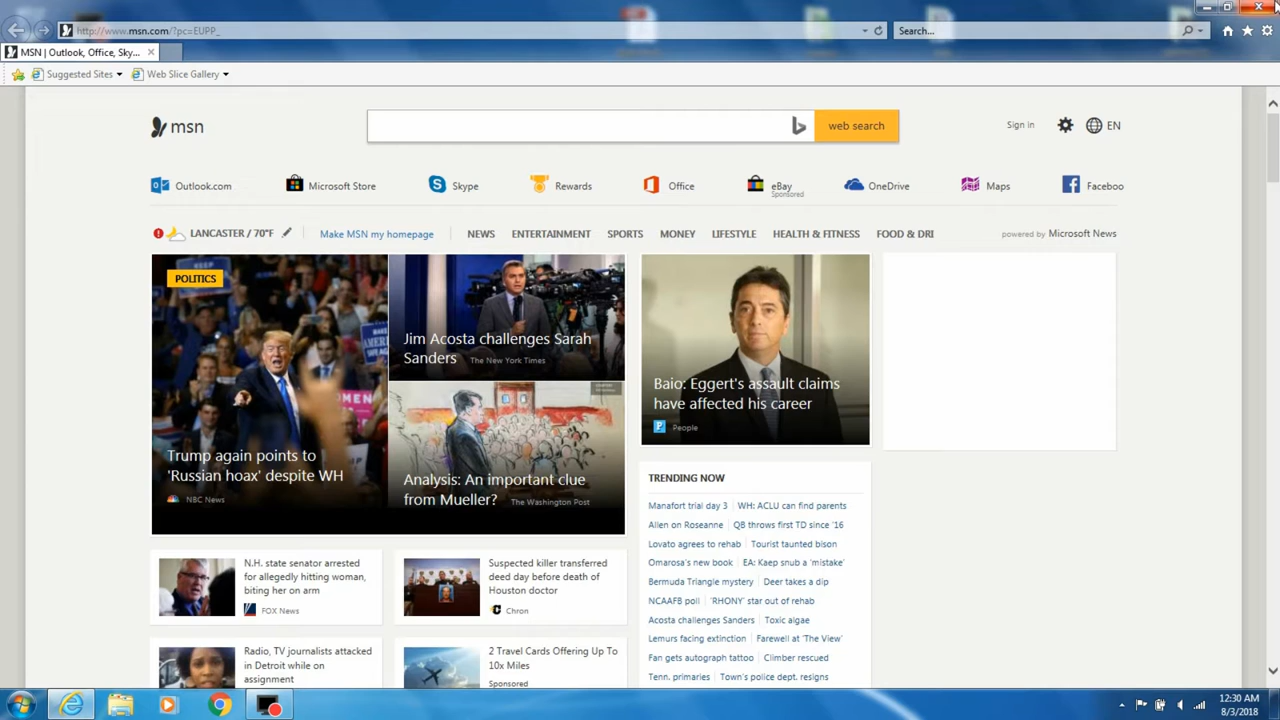 http://www.msn.com/?pc=EUPP_
Search...
MSN | Outlook, Office, Sky...
Suggested Sites
Web Slice Gallery
msn
web search
Sign in
EN
Outlook.com
Microsoft Store
Skype
Rewards
Office
eBay
Sponsored
OneDrive
Maps
Faceboo
LANCASTER / 70°F
Make MSN my homepage
NEWS
ENTERTAINMENT
SPORTS
MONEY
LIFESTYLE
HEALTH & FITNESS
FOOD & DRI
powered by Microsoft News
POLITICS
Trump again points to
'Russian hoax' despite WH
NBC News
Jim Acosta challenges Sarah
Sanders The New York Times
Analysis: An important clue
from Mueller? The Washington Post
Baio: Eggert's assault claims
have affected his career
People
TRENDING NOW
Manafort trial day 3 | WH: ACLU can find parents
Allen on Roseanne | QB throws first TD since '16
Lovato agrees to rehab | Tourist taunted bison
Omarosa's new book | EA: Kaep snub a 'mistake'
Bermuda Triangle mystery | Deer takes a dip
NCAAFB poll | 'RHONY' star out of rehab
Acosta challenges Sanders | Toxic algae
Lemurs facing extinction | Farewell at 'The View'
Fan gets autograph tattoo | Climber rescued
Tenn. primaries | Town's police dept. resigns
N.H. state senator arrested
for allegedly hitting woman,
biting her on arm
FOX News
Suspected killer transferred
deed day before death of
Houston doctor
Chron
Radio, TV journalists attacked
in Detroit while on
assignment
2 Travel Cards Offering Up To
10x Miles
Sponsored
12:30 AM
8/3/2018